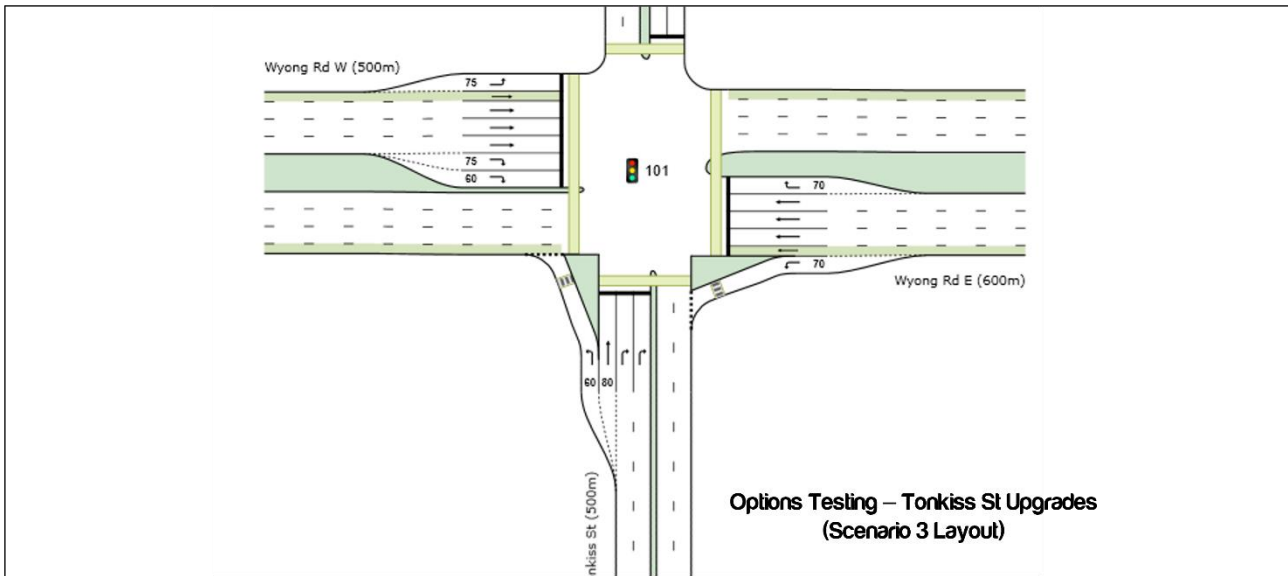 Wyong Rd W (500m)
75
101
75
60
70
70
Wyong Rd E (600m)
60 80
nkiss St (500m)
Options Testing – Tonkiss St Upgrades
(Scenario 3 Layout)